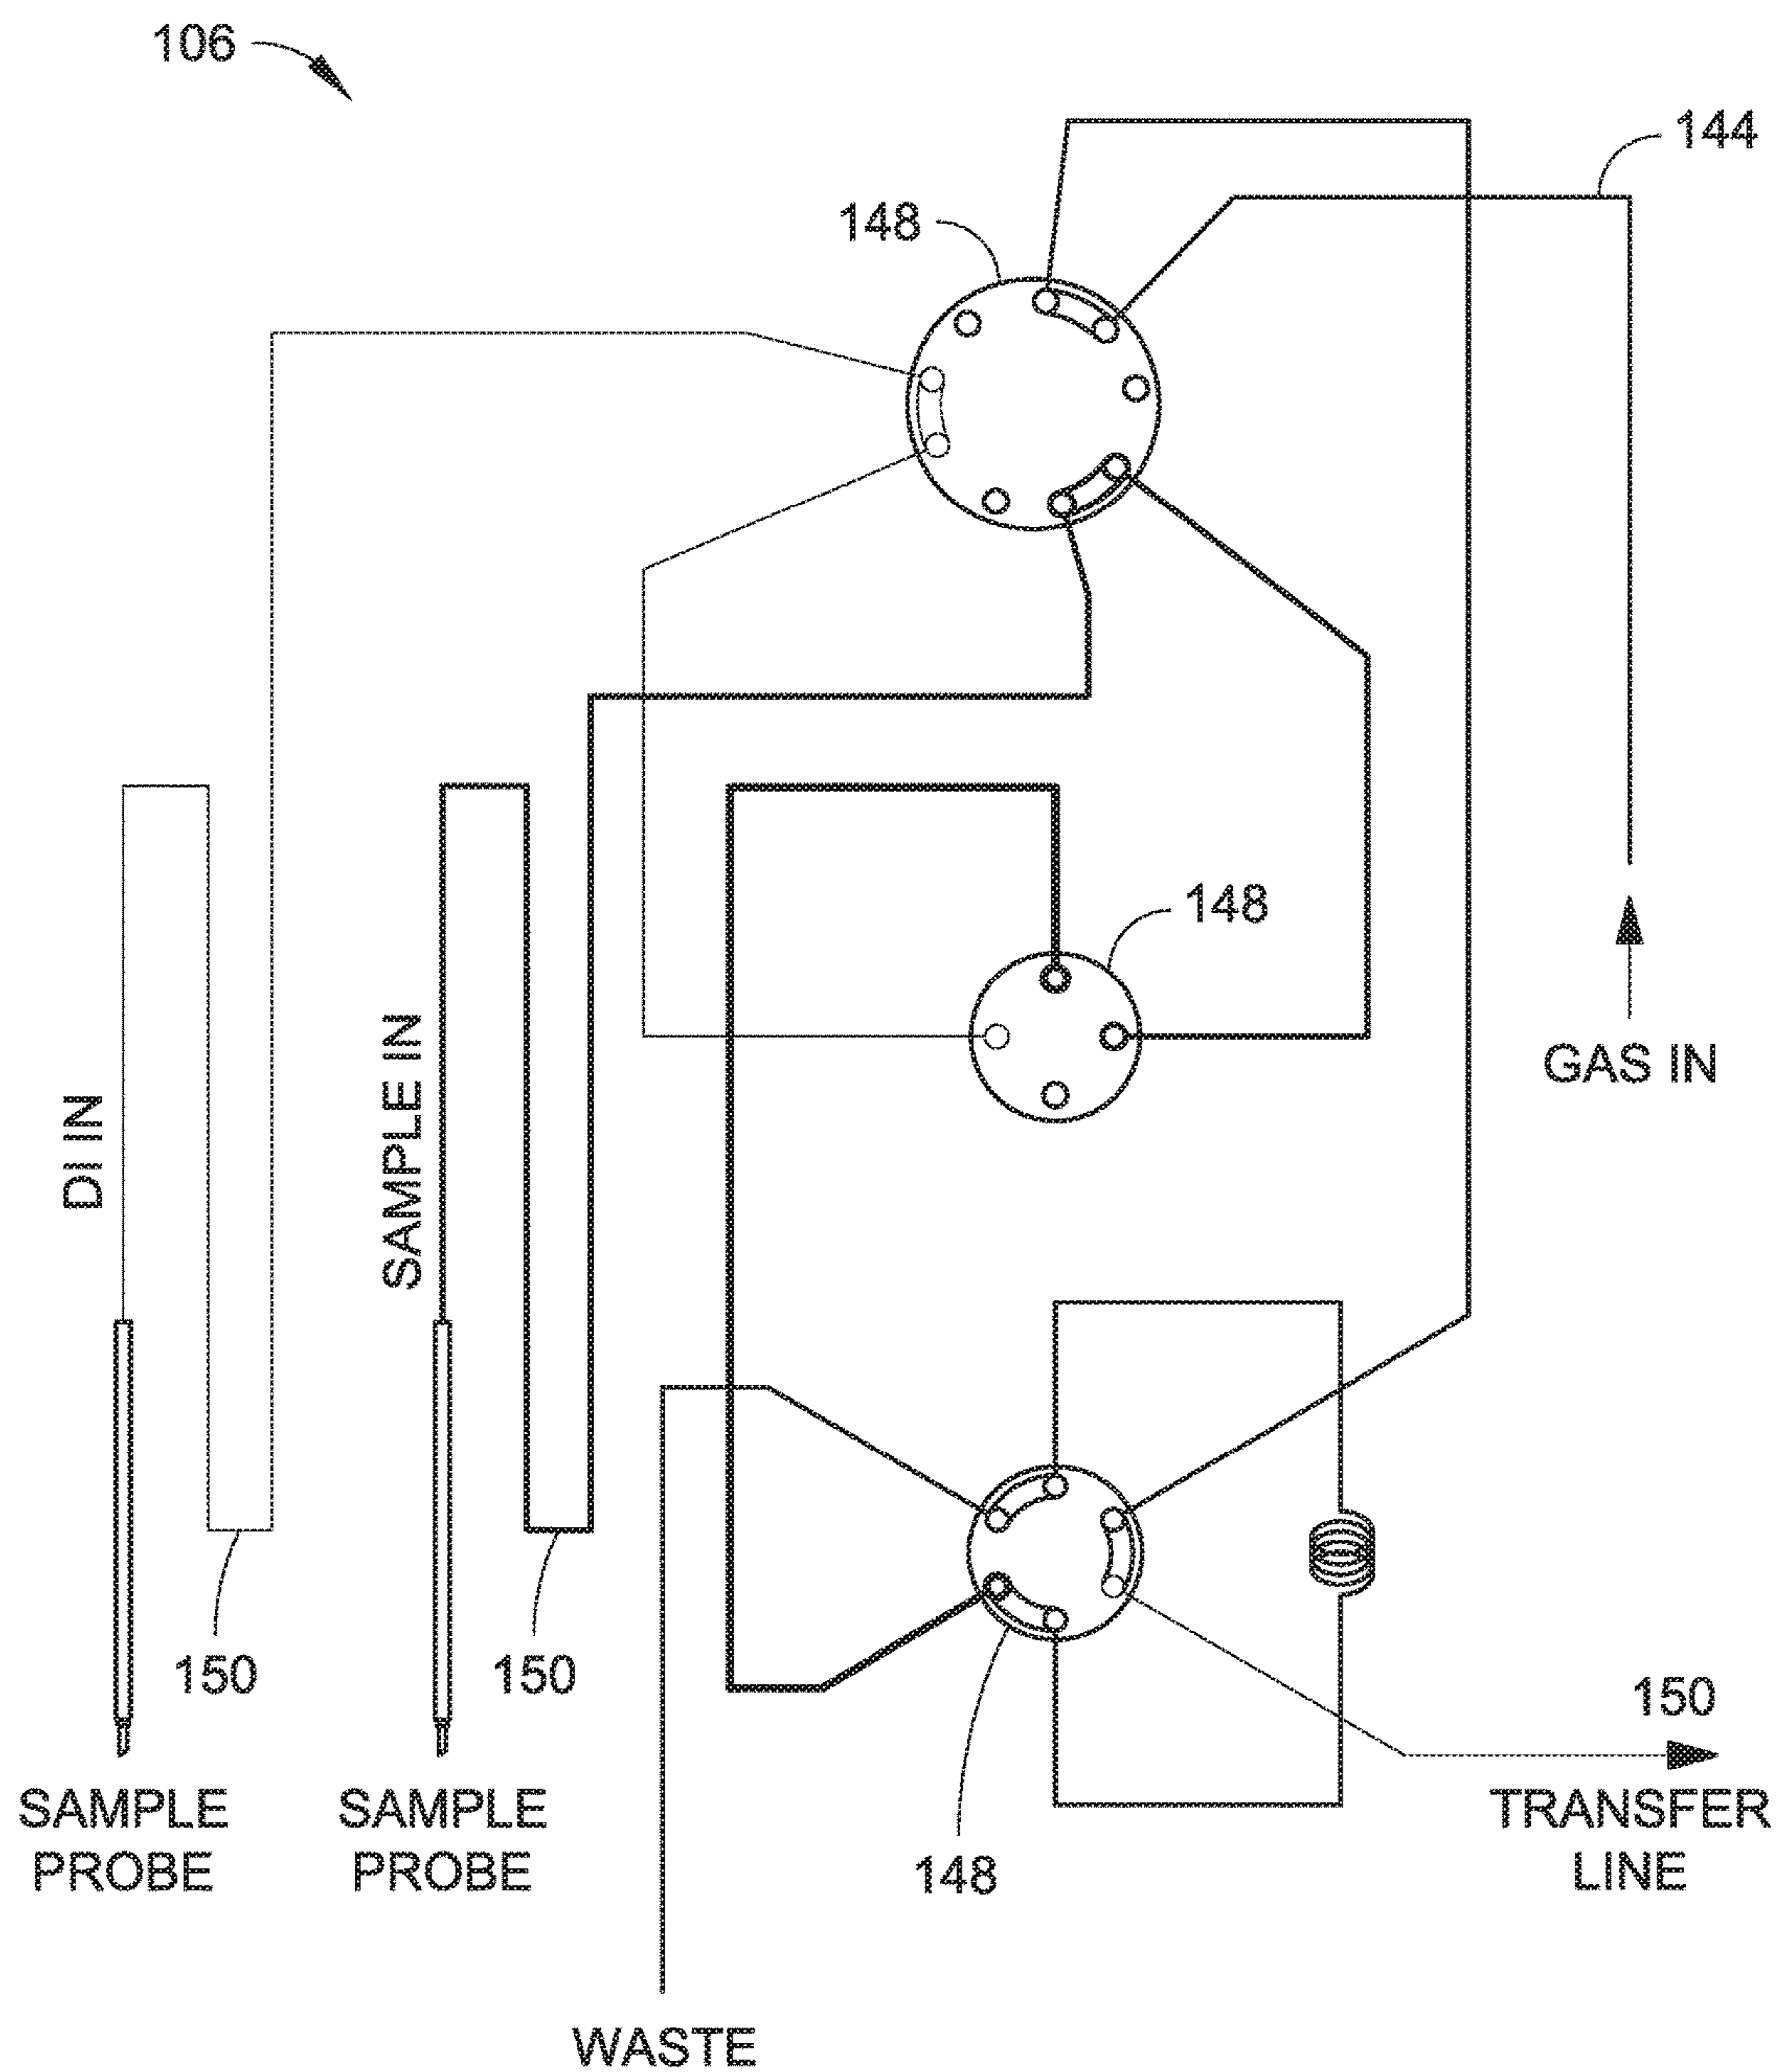 106
144
148
148
GAS IN
DI IN
SAMPLE IN
150
150
150
SAMPLE
PROBE
SAMPLE
PROBE
148
TRANSFER
LINE
WASTE